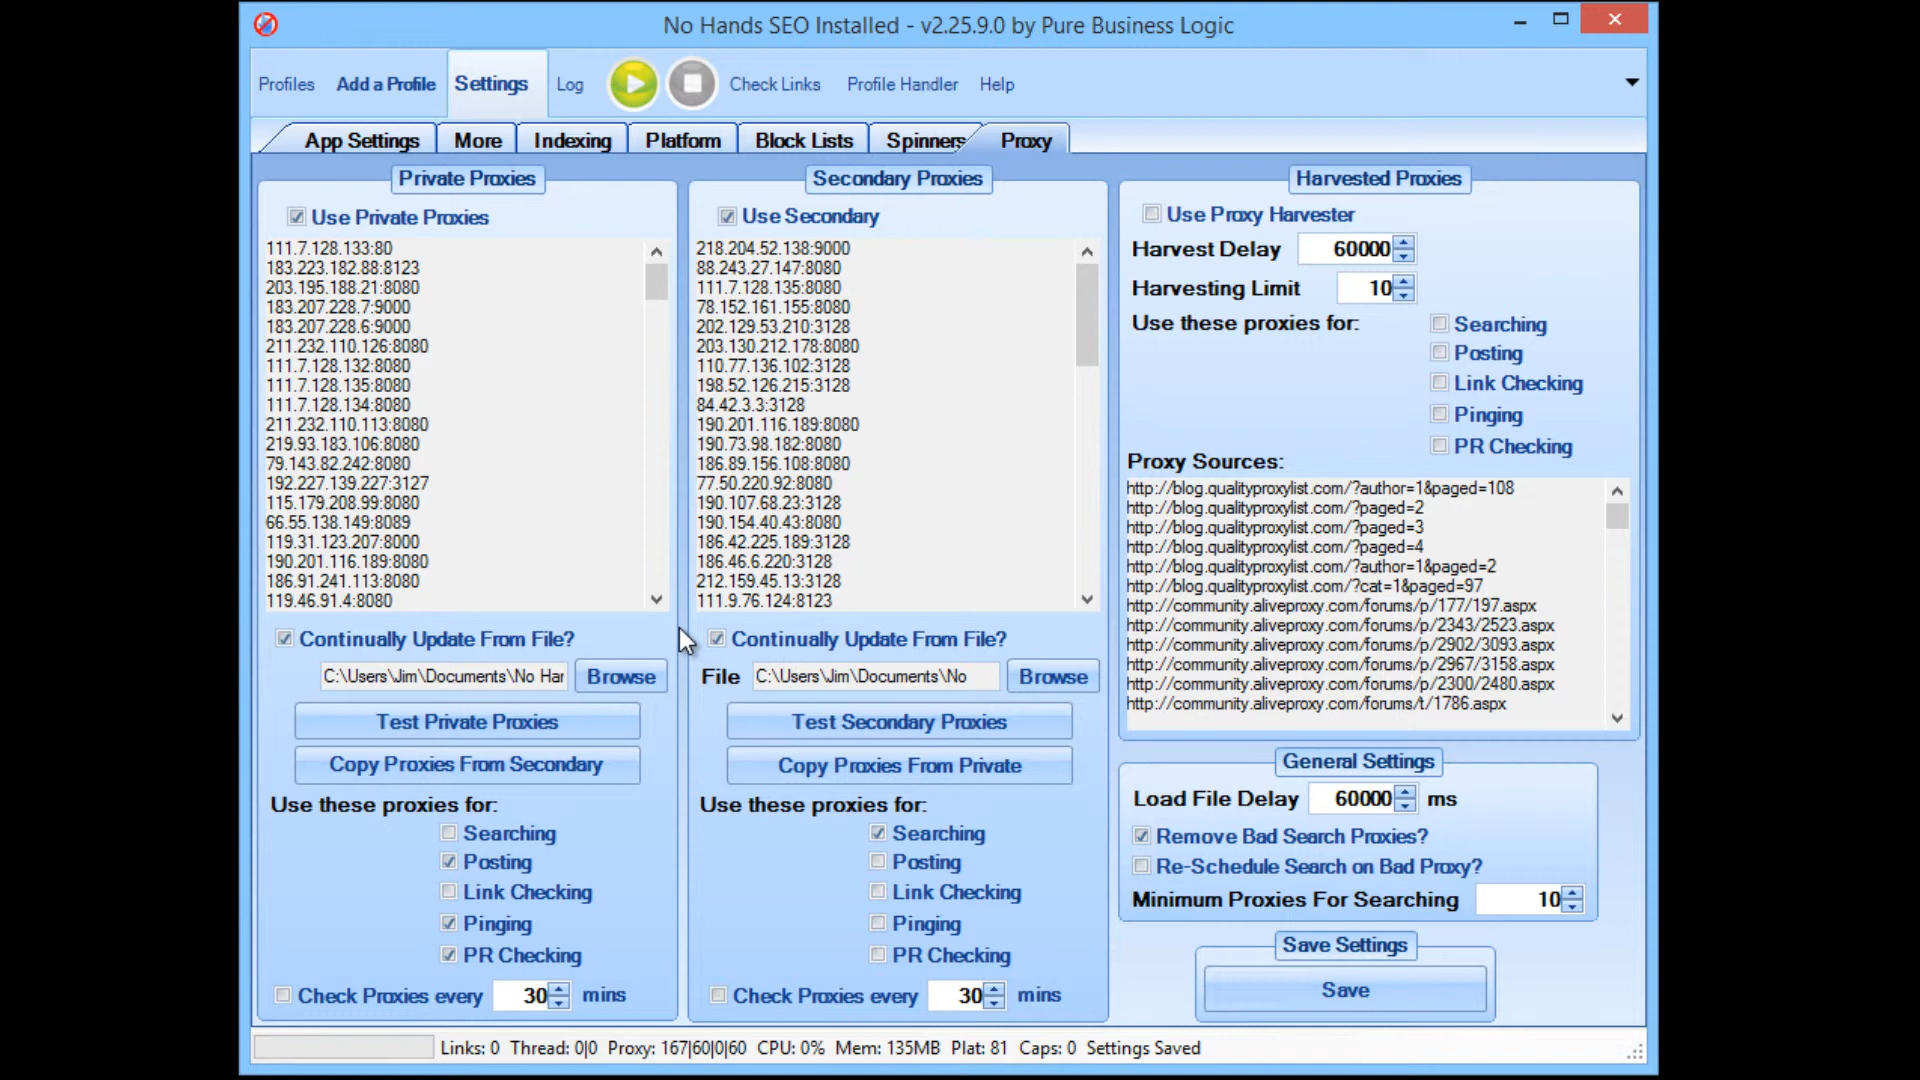 No Hands SEO Installed - v2.25.9.0 by Pure Business Logic
Profiles Add a Profile Settings Log Check Links Profile Handler Help
App Settings More Indexing Platform Block Lists Spinners Proxy
Private Proxies
Use Private Proxies
111.7.128.133:80
183.223.182.88:8123
203.195.188.21:8080
183.207.228.7:9000
183.207.228.6:9000
211.232.110.126:8080
111.7.128.132:8080
111.7.128.135:8080
111.7.128.134:8080
211.232.110.113:8080
219.93.183.106:8080
79.143.82.242:8080
192.227.139.227:3127
115.179.208.99:8080
66.55.138.149:8089
119.31.123.207:8000
190.201.116.189:8080
186.91.241.113:8080
119.46.91.4:8080
Continually Update From File?
C:\Users\Jim\Documents\No Har Browse
Test Private Proxies
Copy Proxies From Secondary
Use these proxies for:
Searching
Posting
Link Checking
Pinging
PR Checking
Check Proxies every 30 mins
Secondary Proxies
Use Secondary
218.204.52.138:9000
88.243.27.147:8080
111.7.128.135:8080
78.152.161.155:8080
202.129.53.210:3128
203.130.212.178:8080
110.77.136.102:3128
198.52.126.215:3128
84.42.3.3:3128
190.201.116.189:8080
190.73.98.182:8080
186.89.156.108:8080
77.50.220.92:8080
190.107.68.23:3128
190.154.40.43:8080
186.42.225.189:3128
186.46.6.220:3128
212.159.45.13:3128
111.9.76.124:8123
Continually Update From File?
File C:\Users\Jim\Documents\No Browse
Test Secondary Proxies
Copy Proxies From Private
Use these proxies for:
Searching
Posting
Link Checking
Pinging
PR Checking
Check Proxies every 30 mins
Harvested Proxies
Use Proxy Harvester
Harvest Delay 60000
Harvesting Limit 10
Use these proxies for:
Searching
Posting
Link Checking
Pinging
PR Checking
Proxy Sources:
http://blog.qualityproxylist.com/?author=1&paged=108
http://blog.qualityproxylist.com/?paged=2
http://blog.qualityproxylist.com/?paged=3
http://blog.qualityproxylist.com/?paged=4
http://blog.qualityproxylist.com/?author=1&paged=2
http://blog.qualityproxylist.com/?cat=1&paged=97
http://community.aliveproxy.com/forums/p/177/197.aspx
http://community.aliveproxy.com/forums/p/2343/2523.aspx
http://community.aliveproxy.com/forums/p/2902/3093.aspx
http://community.aliveproxy.com/forums/p/2967/3158.aspx
http://community.aliveproxy.com/forums/p/2300/2480.aspx
http://community.aliveproxy.com/forums/t/1786.aspx
General Settings
Load File Delay 60000 ms
Remove Bad Search Proxies?
Re-Schedule Search on Bad Proxy?
Minimum Proxies For Searching 10
Save Settings
Save
Links: 0 Thread: 0|0 Proxy: 167|60|0|60 CPU: 0% Mem: 135MB Plat: 81 Caps: 0 Settings Saved